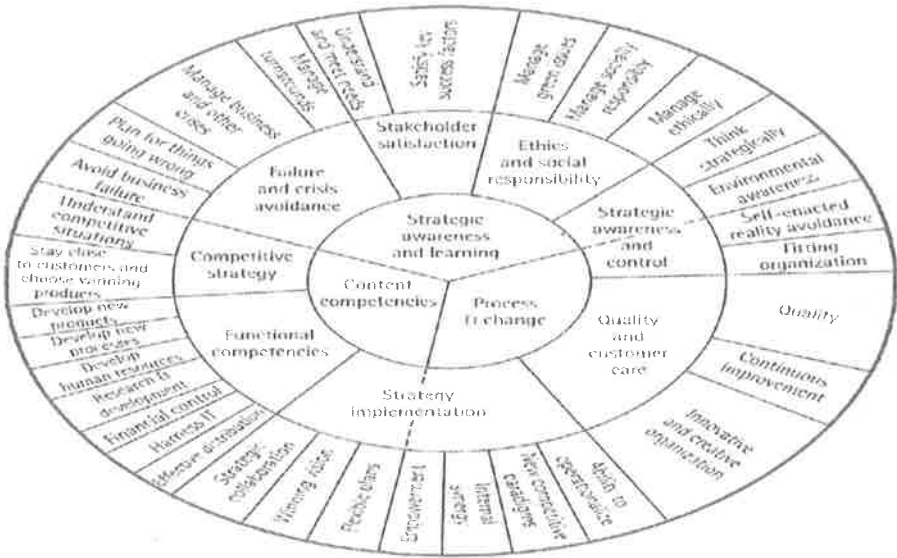 Strategic
awareness
and learning
Content
competencies
Process
change
Stakeholder
satisfaction
Ethics
and social
responsibility
Strategic
awareness
and
control
Quality
and
customer
care
Strategy
implementation
Functional
competencies
Competitive
strategy
Failure
and crisis
avoidance
Understand
and meet needs
Satisfy key
success factors
Manage
green issues
Manage socially
responsibly
Manage
ethically
Think
strategically
Environmental
awareness
Self-enacted
reality avoidance
Fitting
organization
Quality
Continuous
improvement
Innovative
and creative
organization
Ability to
operationalize
New competitive
paradigms
Internal
Empowerment
Flexible plans
Winning vision
Strategic
collaboration
Effective distribution
Harness IT
Financial control
Research &
development
Develop
human resources
Develop new
processes
Develop new
products
Stay close
to customers and
choose winning
products
Understand
competitive
situations
Avoid business
failure
Plan for things
going wrong
Manage business
and other
crises
Manage
turnarounds